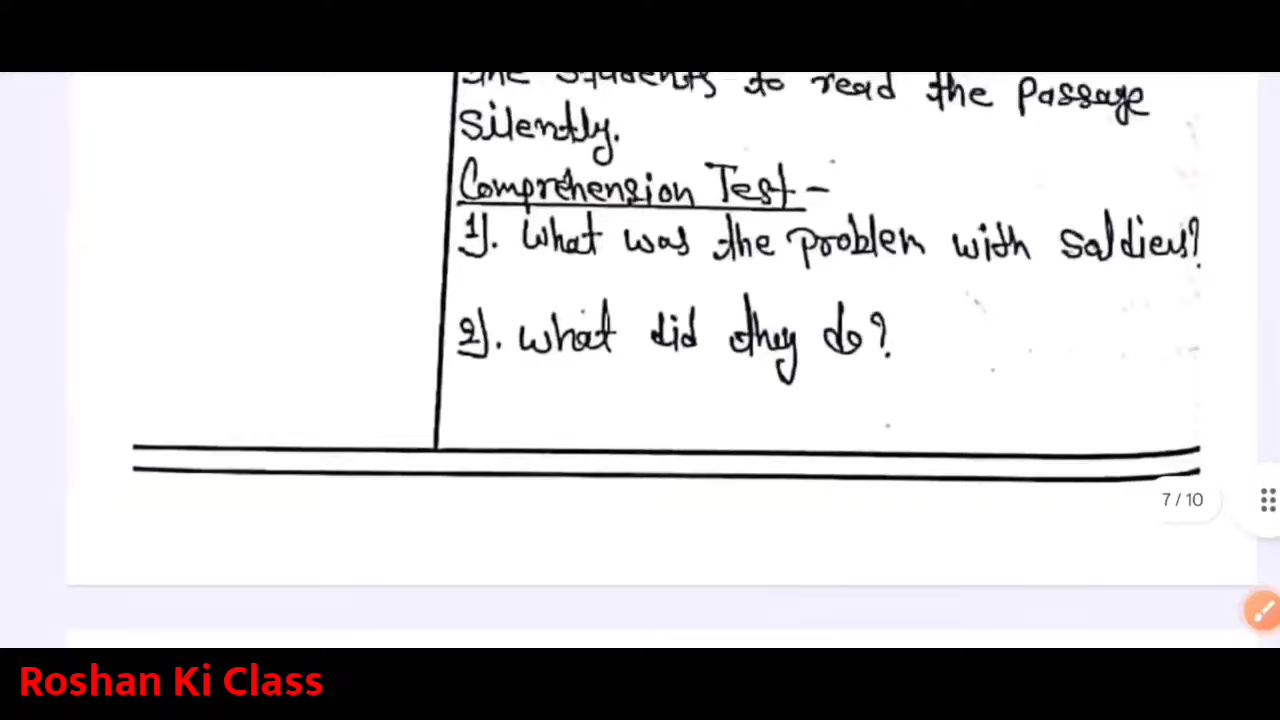 the students to read the passage
silently.
Comprehension Test -
1). What was the problem with Saldiers?
2). What did they do?
7 / 10
Roshan Ki Class